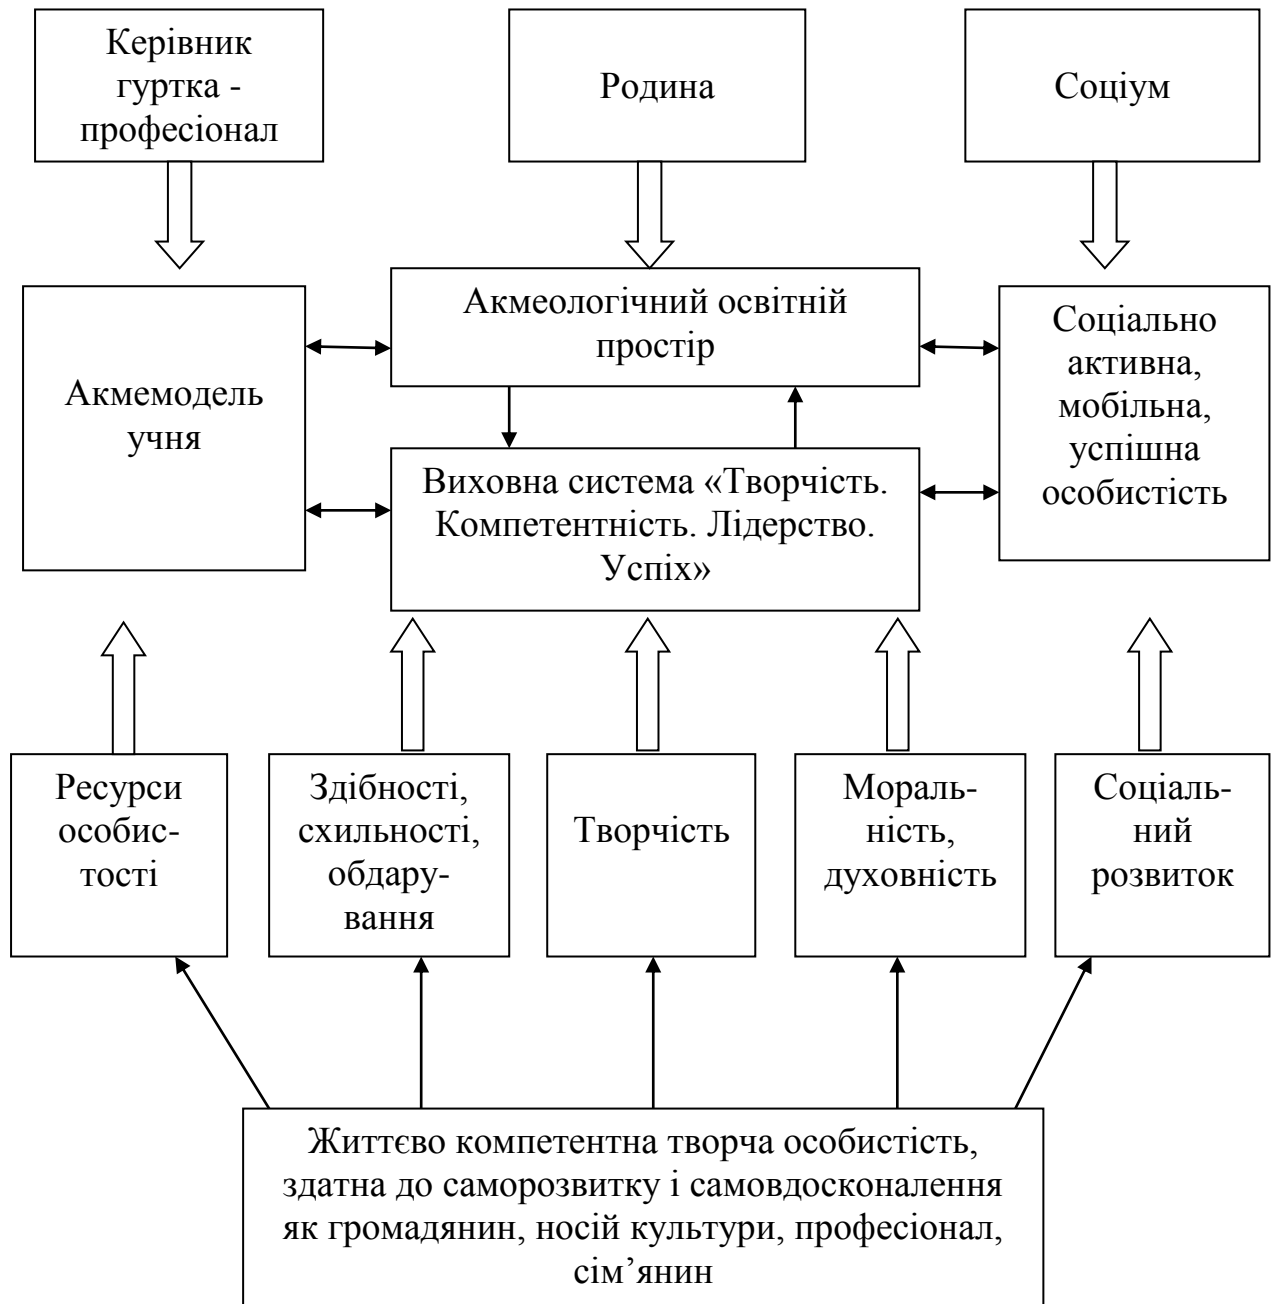 Керівник
гуртка -
професіонал
Родина
Соціум
Акмемодель
учня
Акмеологічний освітній
простір
Виховна система «Творчість.
Компетентність. Лідерство.
Успіх»
Соціально
активна,
мобільна,
успішна
особистість
Ресурси
особис-
тості
Здібності,
схильності,
обдару-
вання
Творчість
Мораль-
ність,
духовність
Соціаль-
ний
розвиток
Життєво компетентна творча особистість,
здатна до саморозвитку і самовдосконалення
як громадянин, носій культури, професіонал,
сім’янин